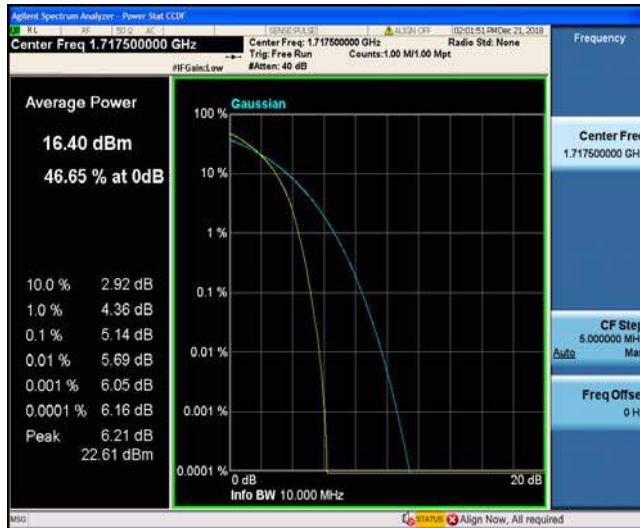 Agilent Spectrum Analyzer - Power Stat CCDF
RL RF 50 Ω AC SENSE:PULSE ALIGN OFF 02:01:51 PM Dec 21, 2018
Center Freq 1.717500000 GHz
Center Freq: 1.717500000 GHz Radio Std: None
Trig: Free Run Counts:1.00 M/1.00 Mpt
#IFGain:Low #Atten: 40 dB
Frequency
Average Power
16.40 dBm
46.65 % at 0dB
10.0 % 2.92 dB
1.0 % 4.36 dB
0.1 % 5.14 dB
0.01 % 5.69 dB
0.001 % 6.05 dB
0.0001 % 6.16 dB
Peak 6.21 dB
22.61 dBm
Gaussian
100 %
10 %
1 %
0.1 %
0.01 %
0.001 %
0.0001 %
0 dB 20 dB
Info BW 10.000 MHz
Center Fre
1.717500000 GH
CF Step
5.000000 MH
Auto Ma
Freq Offse
0 H
MSG STATUS Align Now, All required